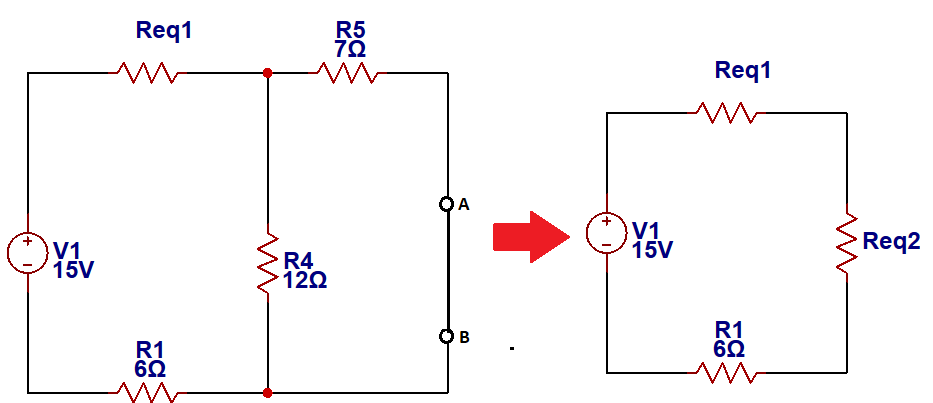 Req1
R5
7Ω
A
V1
15V
R4
12Ω
B
R1
6Ω
Req1
V1
15V
Req2
R1
6Ω